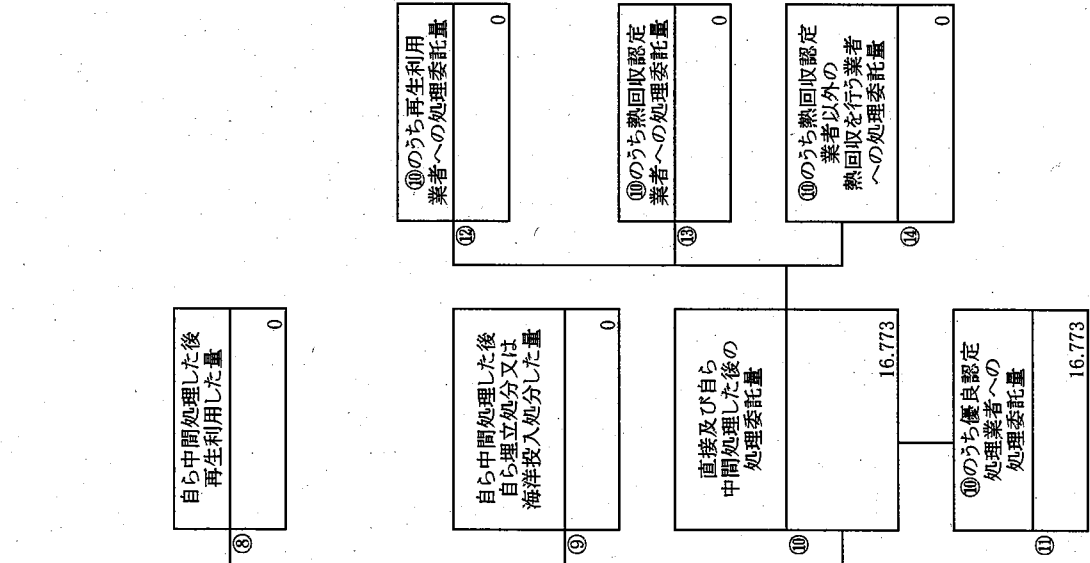 ⑧
自ら中間処理した後
再生利用した量
0
⑨
自ら中間処理した後
自ら埋立処分又は
海洋投入処分した量
0
⑩
直接及び自ら
中間処理した後の
処理委託量
16.773
⑪
⑩のうち優良認定
処理業者への
処理委託量
16.773
⑫
⑩のうち再生利用
業者への処理委託量
0
⑬
⑩のうち熱回収認定
業者への処理委託量
0
⑭
⑩のうち熱回収認定
業者以外の
熱回収を行う業者
への処理委託量
0